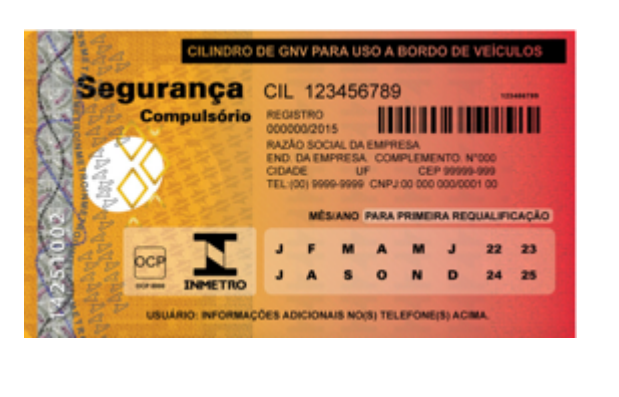 CILINDRO DE GNV PARA USO A BORDO DE VEÍCULOS
Segurança
Compulsório
CIL 123456789
123456789
REGISTRO
000000/2015
RAZÃO SOCIAL DA EMPRESA
END. DA EMPRESA. COMPLEMENTO. Nº000
CIDADE UF CEP 99999-999
TEL:(00) 9999-9999 CNPJ:00 000 000/0001 00
MÊS/ANO PARA PRIMEIRA REQUALIFICAÇÃO
J F M A M J 22 23
J A S O N D 24 25
OCP
OCP 0000
INMETRO
14251002
USUÁRIO: INFORMAÇÕES ADICIONAIS NO(S) TELEFONE(S) ACIMA.